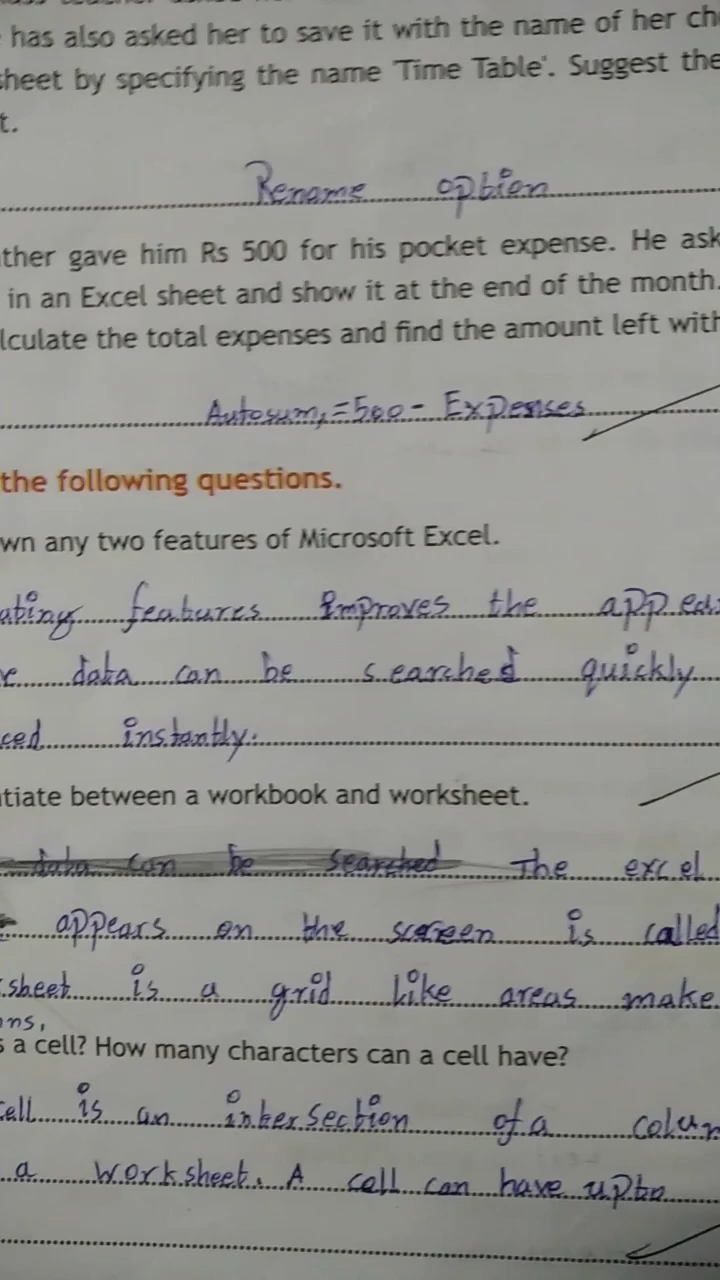 has also asked her to save it with the name of her ch
sheet by specifying the name 'Time Table'. Suggest the
t.
Rename option
ther gave him Rs 500 for his pocket expense. He ask
in an Excel sheet and show it at the end of the month.
lculate the total expenses and find the amount left with
Autosum, =500- Expenses
the following questions.
wn any two features of Microsoft Excel.
ating features improves the appea
e data can be searched quickly
ced instantly.
tiate between a workbook and worksheet.
data can be searched The excel
appears on the screen is called
sheet is a grid like areas make
ns,
s a cell? How many characters can a cell have?
cell is an intersection of a colum
a worksheet. A cell can have upto